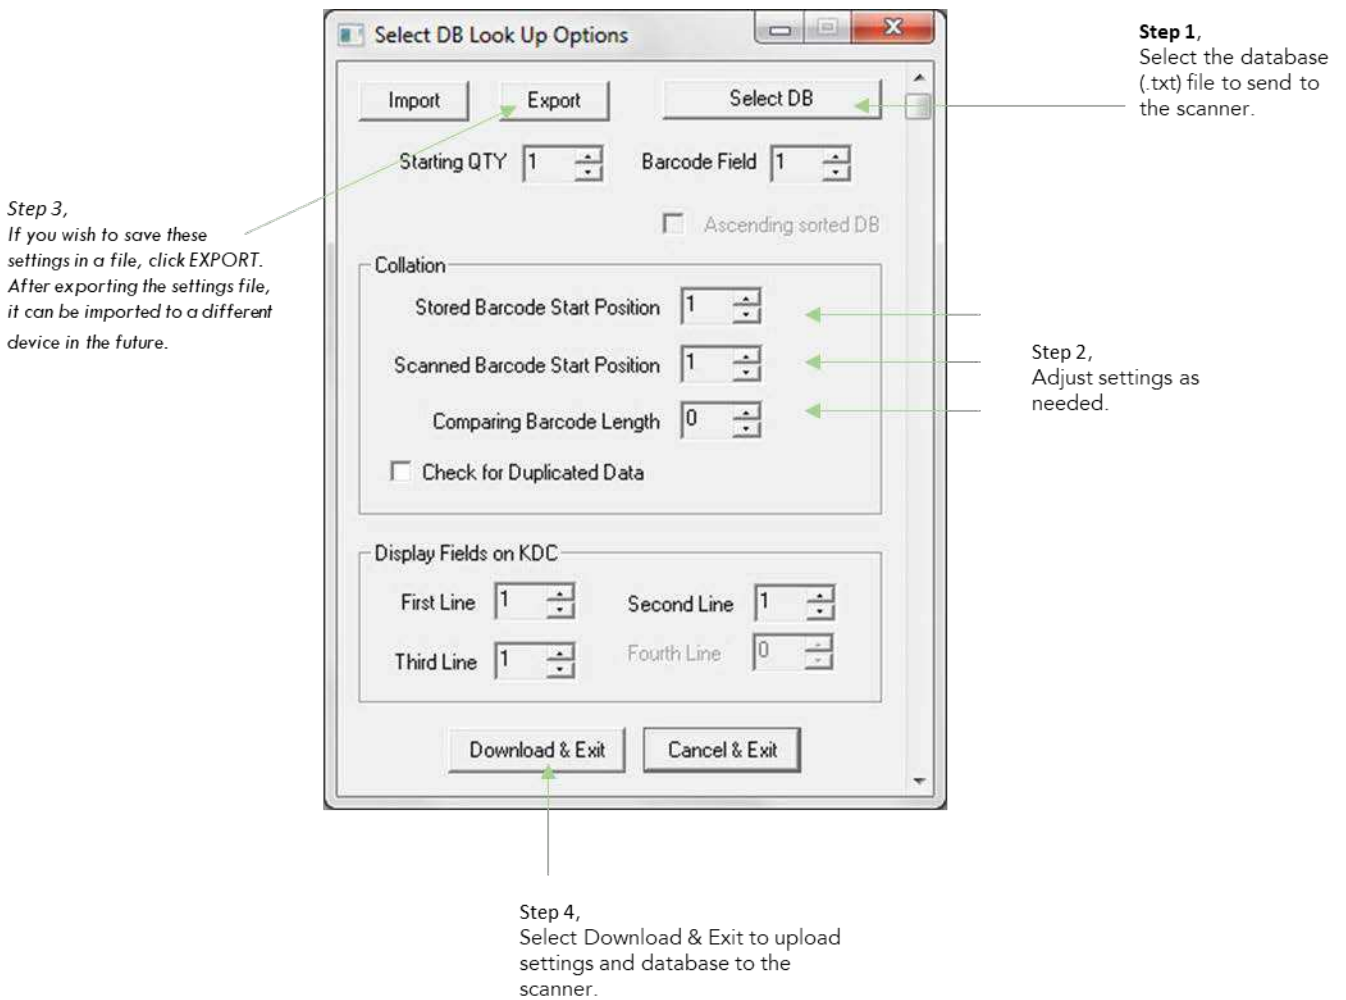 Select DB Look Up Options
Step 1,
Select the database
(.txt) file to send to
the scanner.
Import
Export
Select DB
Starting QTY 1
Barcode Field 1
Ascending sorted DB
Step 3,
If you wish to save these
settings in a file, click EXPORT.
After exporting the settings file,
it can be imported to a different
device in the future.
Collation
Stored Barcode Start Position 1
Scanned Barcode Start Position 1
Comparing Barcode Length 0
Check for Duplicated Data
Step 2,
Adjust settings as
needed.
Display Fields on KDC
First Line 1
Second Line 1
Third Line 1
Fourth Line 0
Download & Exit
Cancel & Exit
Step 4,
Select Download & Exit to upload
settings and database to the
scanner.